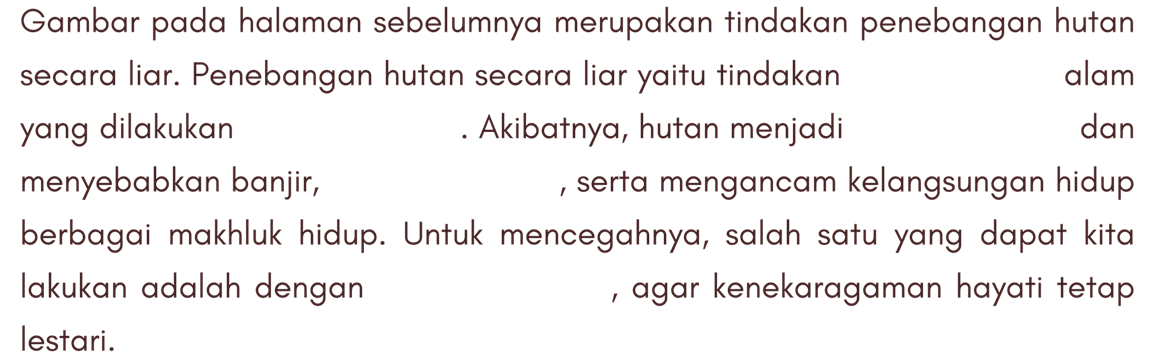 Gambar pada halaman sebelumnya merupakan tindakan penebangan hutan
secara liar. Penebangan hutan secara liar yaitu tindakan alam
yang dilakukan . Akibatnya, hutan menjadi dan
menyebabkan banjir, , serta mengancam kelangsungan hidup
berbagai makhluk hidup. Untuk mencegahnya, salah satu yang dapat kita
lakukan adalah dengan , agar kenekaragaman hayati tetap
lestari.